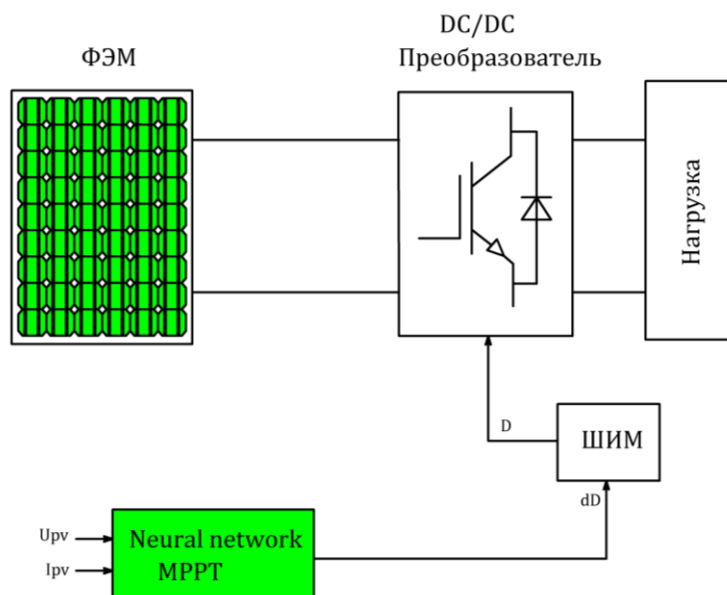 DC/DC
ФЭМ
Преобразователь
Нагрузка
D
ШИМ
dD
Upv
Neural network
Ipv
MPPT